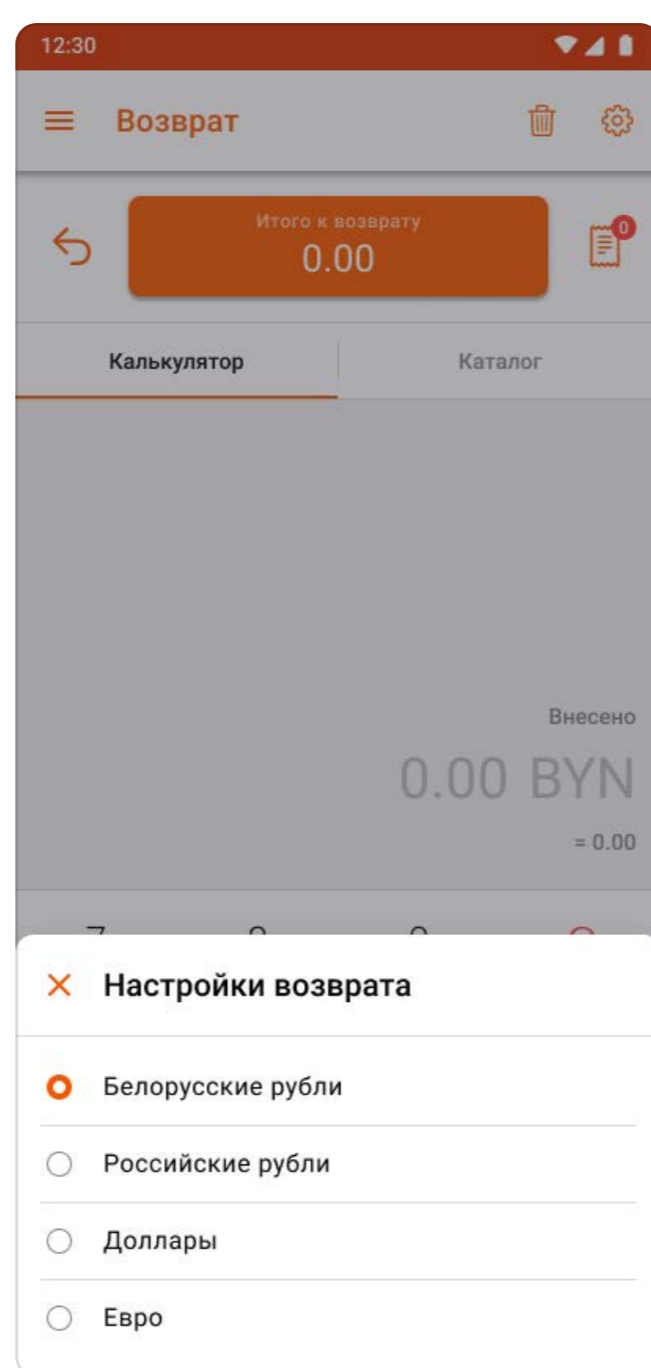 12:30
Возврат
Итого к возврату
0.00
0
Калькулятор
Каталог
Внесено
0.00 BYN
= 0.00
Настройки возврата
Белорусские рубли
Российские рубли
Доллары
Евро